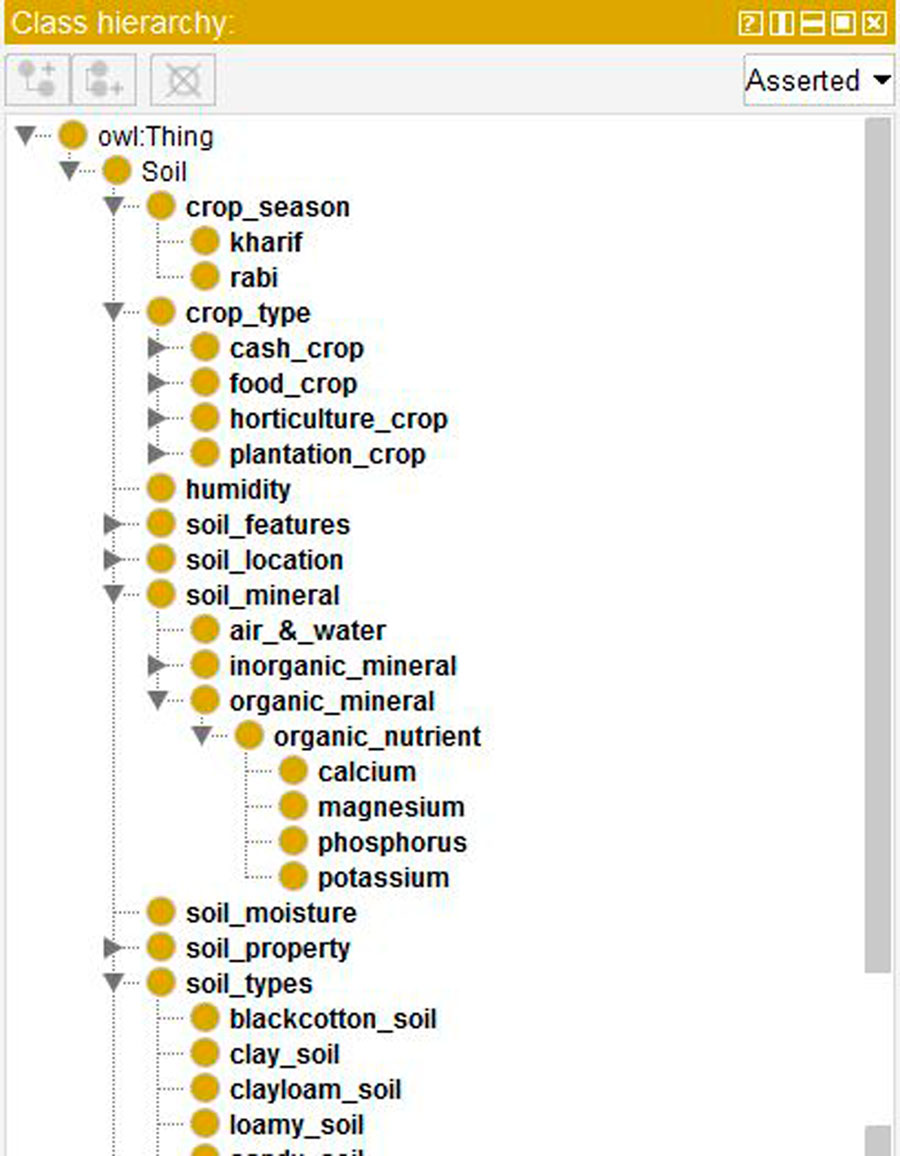 Class hierarchy:
Asserted
owl:Thing
Soil
crop_season
kharif
rabi
crop_type
cash_crop
food_crop
horticulture_crop
plantation_crop
humidity
soil_features
soil_location
soil_mineral
air_&_water
inorganic_mineral
organic_mineral
organic_nutrient
calcium
magnesium
phosphorus
potassium
soil_moisture
soil_property
soil_types
blackcotton_soil
clay_soil
clayloam_soil
loamy_soil